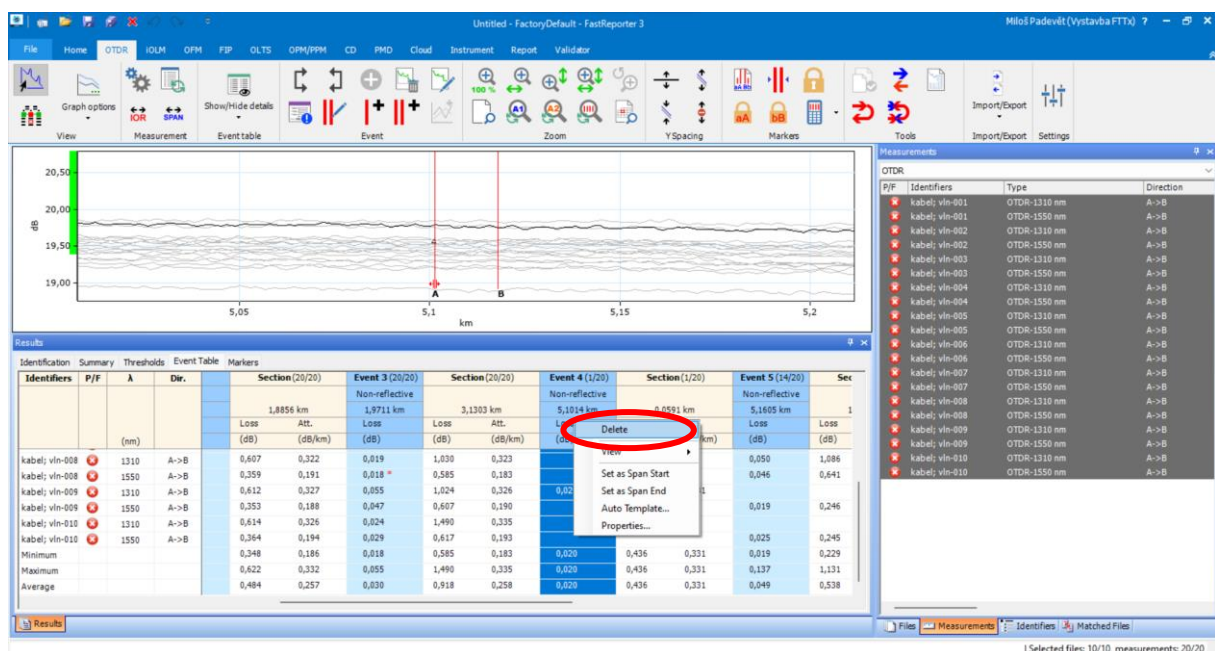 Untitled - FactoryDefault - FastReporter 3 Miloš Padevět (Vystavba FTTx) ?
File Home OTDR iOLM OFM FIP OLTS OPM/PPM CD PMD Cloud Instrument Report Validator
Graph options IOR SPAN Show/Hide details 100 % A1 A2 aA bB Import/Export
View Measurement Event table Event Zoom Y Spacing Markers Tools Import/Export Settings
20,50
20,00
19,50
19,00
dB
A B
5,05 5,1 5,15 5,2
km
Measurements
OTDR
P/F Identifiers Type Direction
kabel; vln-001 OTDR-1310 nm A->B
kabel; vln-001 OTDR-1550 nm A->B
kabel; vln-002 OTDR-1310 nm A->B
kabel; vln-002 OTDR-1550 nm A->B
kabel; vln-003 OTDR-1310 nm A->B
kabel; vln-003 OTDR-1550 nm A->B
kabel; vln-004 OTDR-1310 nm A->B
kabel; vln-004 OTDR-1550 nm A->B
kabel; vln-005 OTDR-1310 nm A->B
kabel; vln-005 OTDR-1550 nm A->B
kabel; vln-006 OTDR-1310 nm A->B
kabel; vln-006 OTDR-1550 nm A->B
kabel; vln-007 OTDR-1310 nm A->B
kabel; vln-007 OTDR-1550 nm A->B
kabel; vln-008 OTDR-1310 nm A->B
kabel; vln-008 OTDR-1550 nm A->B
kabel; vln-009 OTDR-1310 nm A->B
kabel; vln-009 OTDR-1550 nm A->B
kabel; vln-010 OTDR-1310 nm A->B
kabel; vln-010 OTDR-1550 nm A->B
Results
Identification Summary Thresholds Event Table Markers
Identifiers P/F λ Dir. Section (20/20) Event 3 (20/20) Section (20/20) Event 4 (1/20) Section (1/20) Event 5 (14/20) Sec
Non-reflective Non-reflective Non-reflective
1,8856 km 1,9711 km 3,1303 km 5,1014 km 0,0591 km 5,1605 km 1
Loss Att. Loss Loss Att. Loss Loss
(nm) (dB) (dB/km) (dB) (dB) (dB/km) (dB) (dB)
kabel; vln-008 1310 A->B 0,607 0,322 0,019 1,030 0,323 0,050 1,086
kabel; vln-008 1550 A->B 0,359 0,191 0,018 * 0,585 0,183 0,046 0,641
kabel; vln-009 1310 A->B 0,612 0,327 0,055 1,024 0,326
kabel; vln-009 1550 A->B 0,353 0,188 0,047 0,607 0,190 0,019 0,246
kabel; vln-010 1310 A->B 0,614 0,326 0,024 1,490 0,335
kabel; vln-010 1550 A->B 0,364 0,194 0,029 0,617 0,193 0,025 0,245
Minimum 0,348 0,186 0,018 0,585 0,183 0,020 0,436 0,331 0,019 0,229
Maximum 0,622 0,332 0,055 1,490 0,335 0,020 0,436 0,331 0,137 1,131
Average 0,484 0,257 0,030 0,918 0,258 0,020 0,436 0,331 0,049 0,538
Delete
View
Set as Span Start
Set as Span End
Auto Template...
Properties...
Results
Files Measurements Identifiers Matched Files
Selected files: 10/10, measurements: 20/20